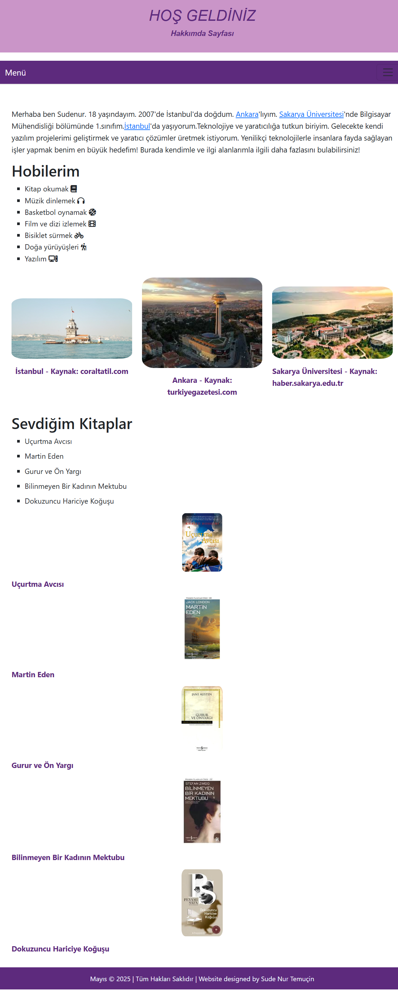 HOŞ GELDİNİZ
Hakkımda Sayfası
Menü
Merhaba ben Sudenur. 18 yaşındayım. 2007'de İstanbul'da doğdum. Ankara'lıyım. Sakarya Üniversitesi'nde Bilgisayar
Mühendisliği bölümünde 1.sınıfım.İstanbul'da yaşıyorum.Teknolojiye ve yaratıcılığa tutkun biriyim. Gelecekte kendi
yazılım projelerimi geliştirmek ve yaratıcı çözümler üretmek istiyorum. Yenilikçi teknolojilerle insanlara fayda sağlayan
işler yapmak benim en büyük hedefim! Burada kendimle ve ilgi alanlarımla ilgili daha fazlasını bulabilirsiniz!
Hobilerim
Kitap okumak
Müzik dinlemek
Basketbol oynamak
Film ve dizi izlemek
Bisiklet sürmek
Doğa yürüyüşleri
Yazılım
İstanbul - Kaynak: coraltatil.com
Ankara - Kaynak:
turkiyegazetesi.com
Sakarya Üniversitesi - Kaynak:
haber.sakarya.edu.tr
Sevdiğim Kitaplar
Uçurtma Avcısı
Martin Eden
Gurur ve Ön Yargı
Bilinmeyen Bir Kadının Mektubu
Dokuzuncu Hariciye Koğuşu
Uçurtma
Avcısı
Uçurtma Avcısı
JACK LONDON
MARTIN
EDEN
Martin Eden
JANE AUSTEN
GURUR
VE ÖNYARGI
Gurur ve Ön Yargı
STEFAN ZWEIG
BİLİNMEYEN
BİR KADININ
MEKTUBU
Bilinmeyen Bir Kadının Mektubu
PS
PEYAMİ
SAFA
Dokuzuncu
Hariciye
Koğuşu
Dokuzuncu Hariciye Koğuşu
Mayıs © 2025 | Tüm Hakları Saklıdır | Website designed by Sude Nur Temuçin